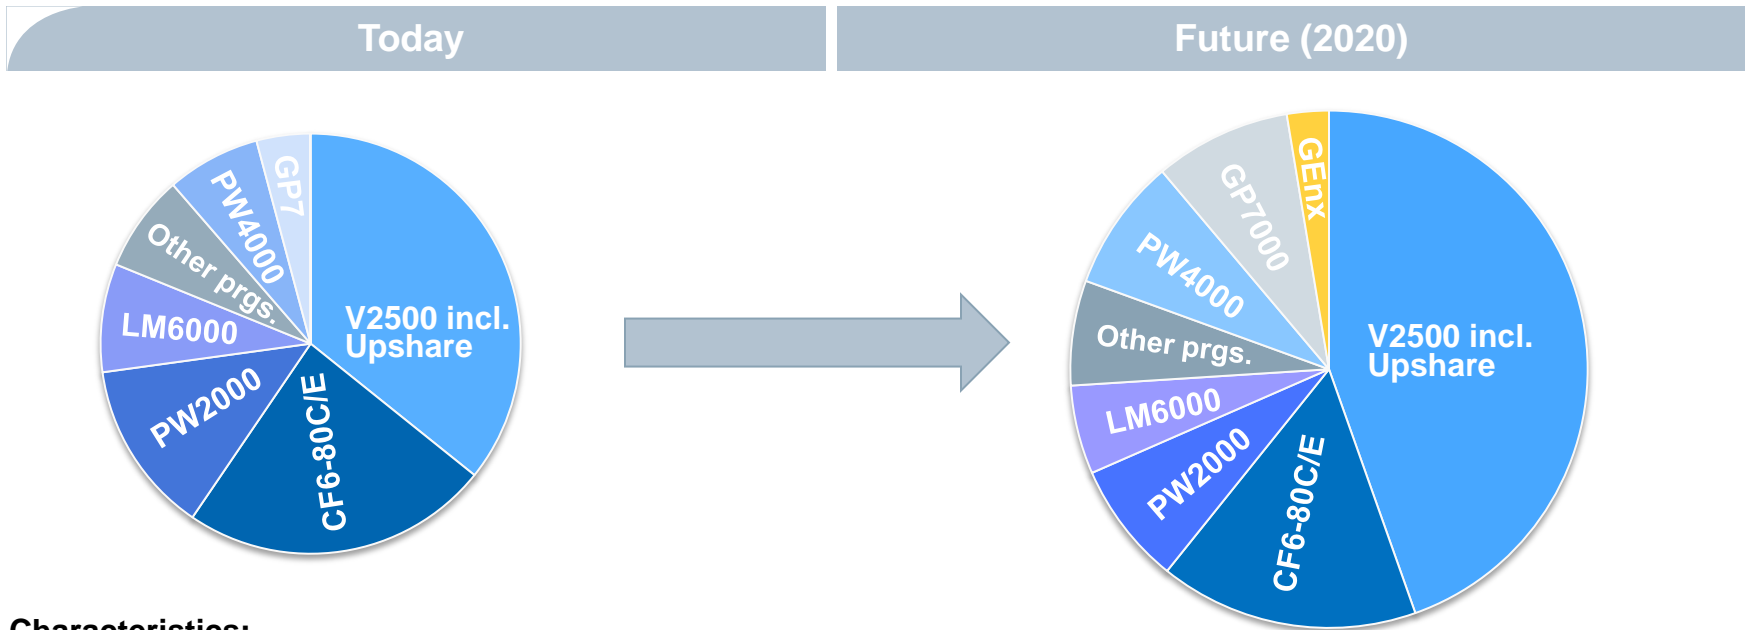 Today
Future (2020)
GP7
PW4000
Other prgs.
LM6000
PW2000
CF6-80C/E
V2500 incl.
Upshare
GEnx
GP7000
PW4000
Other prgs.
LM6000
PW2000
CF6-80C/E
V2500 incl.
Upshare
Characteristics: